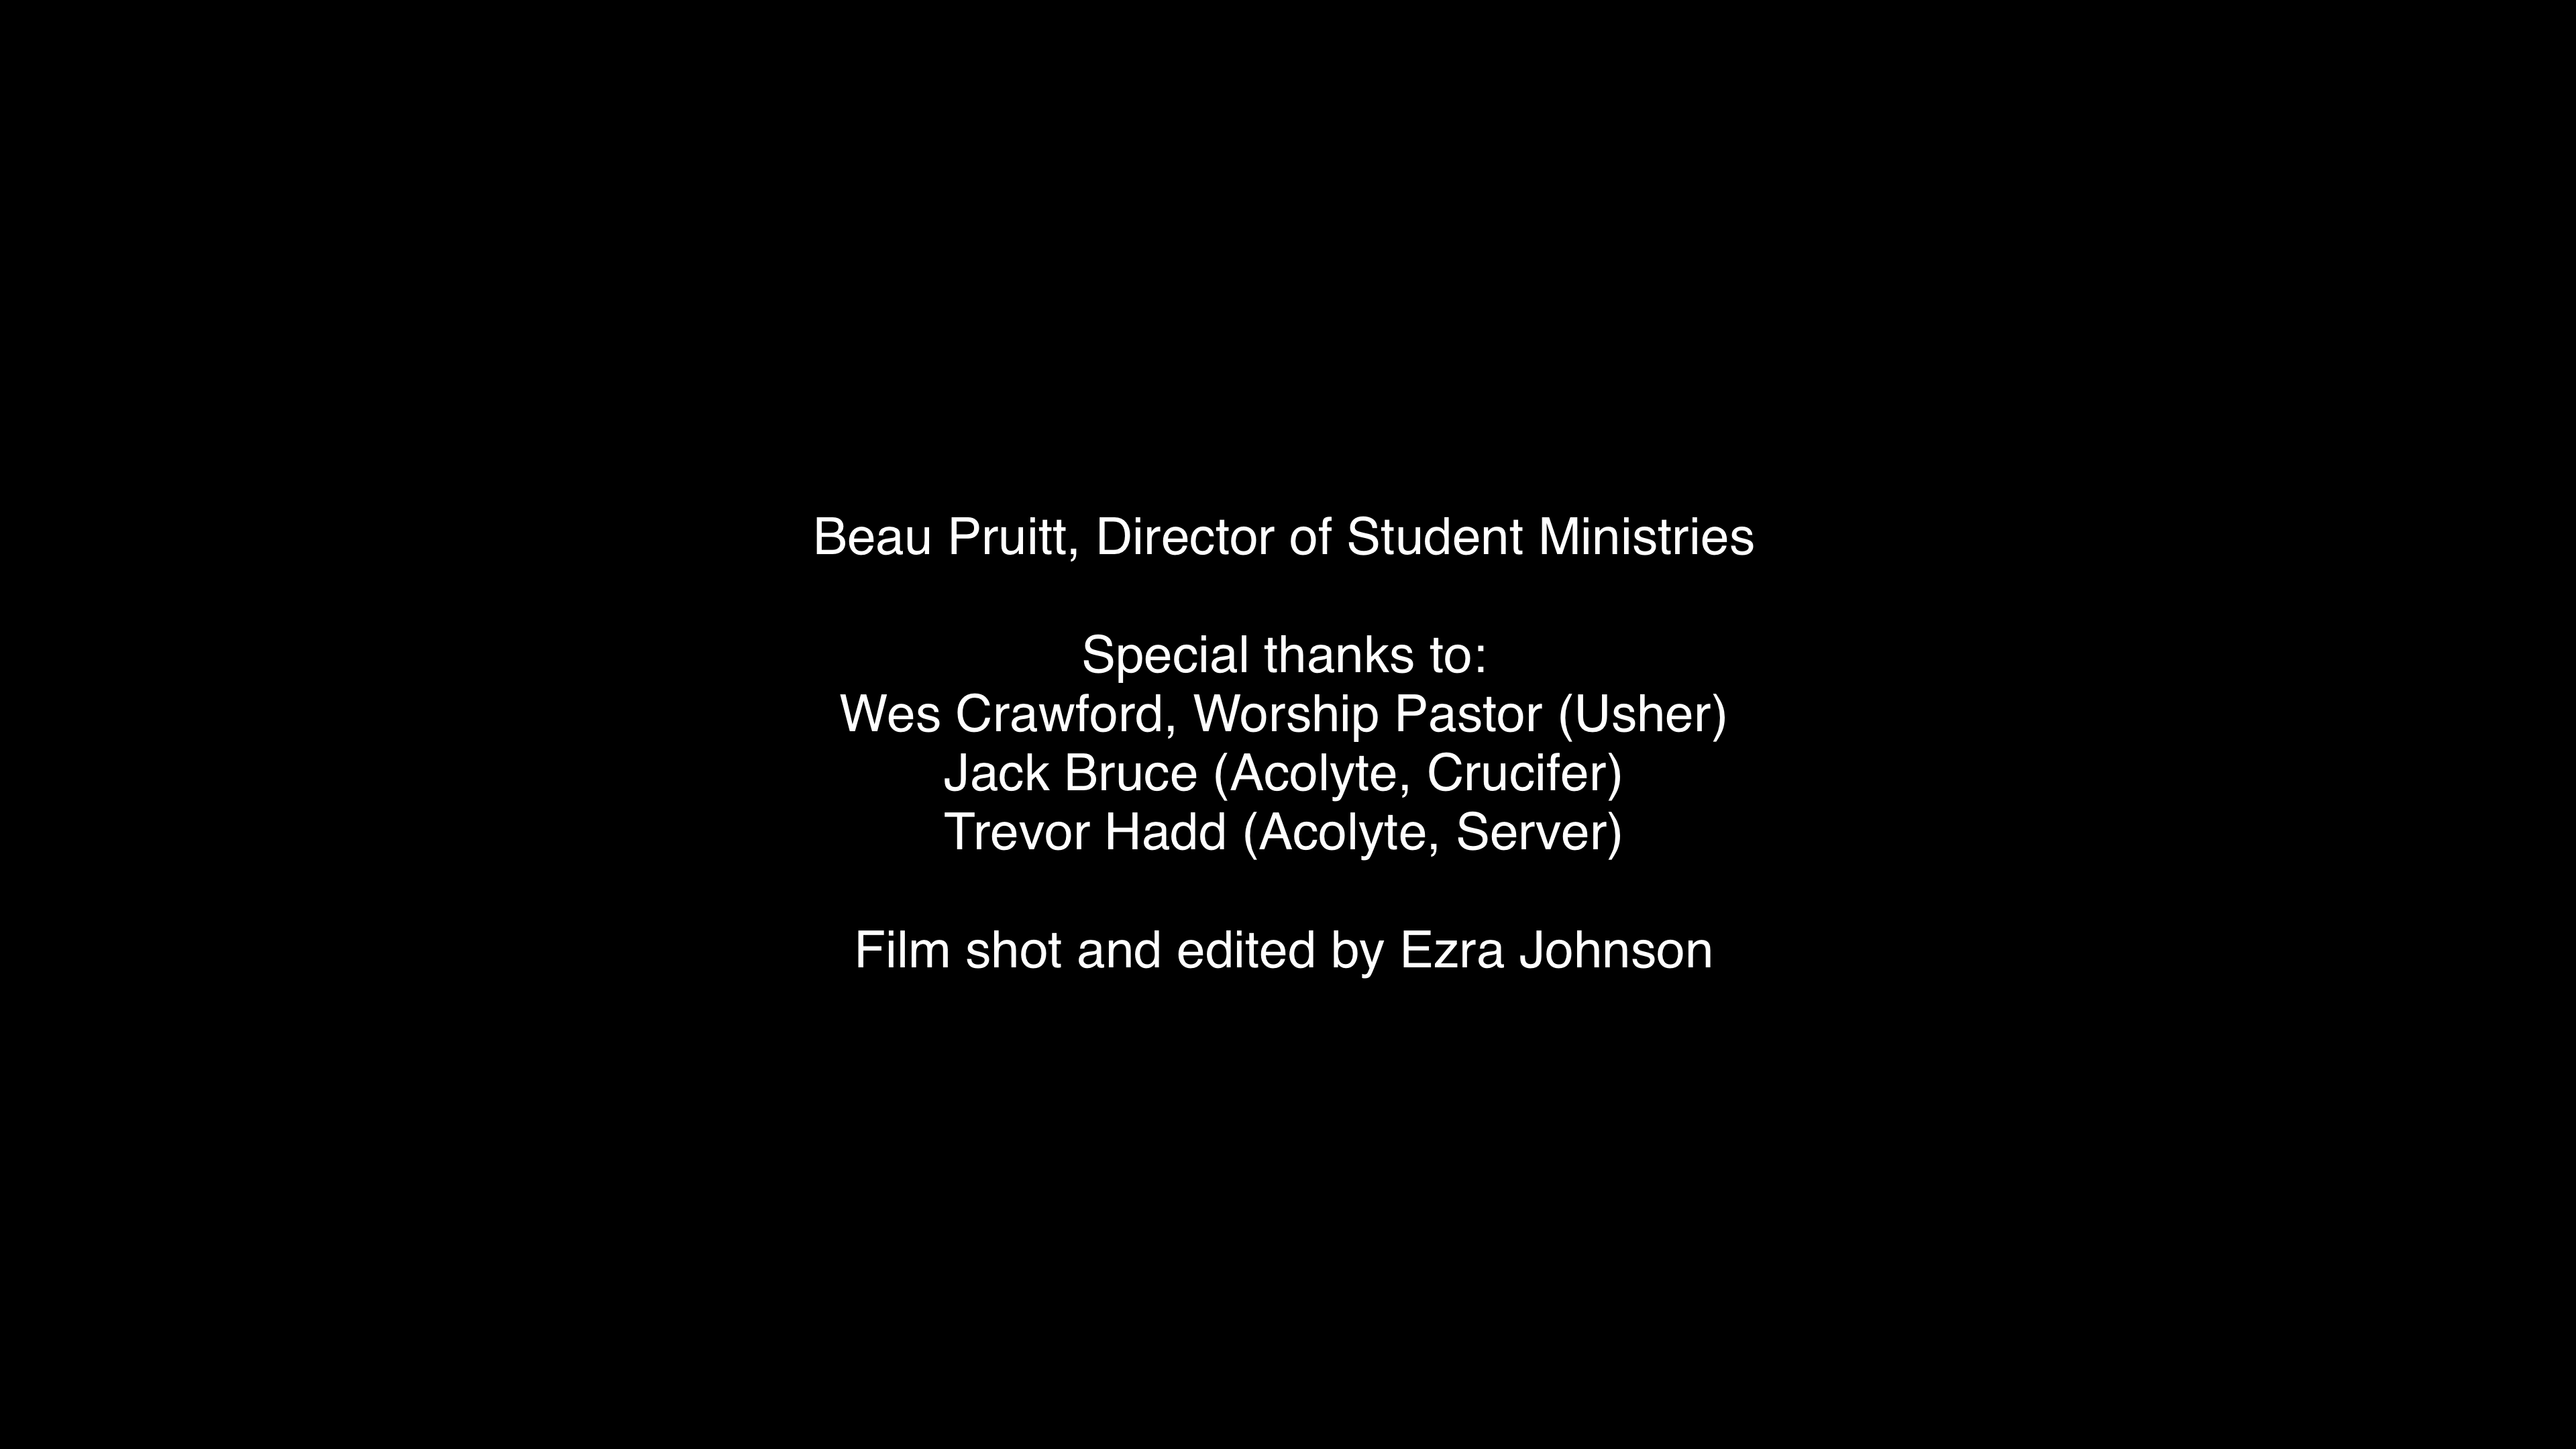 Beau Pruitt, Director of Student Ministries
Special thanks to:
Wes Crawford, Worship Pastor (Usher)
Jack Bruce (Acolyte, Crucifer)
Trevor Hadd (Acolyte, Server)
Film shot and edited by Ezra Johnson